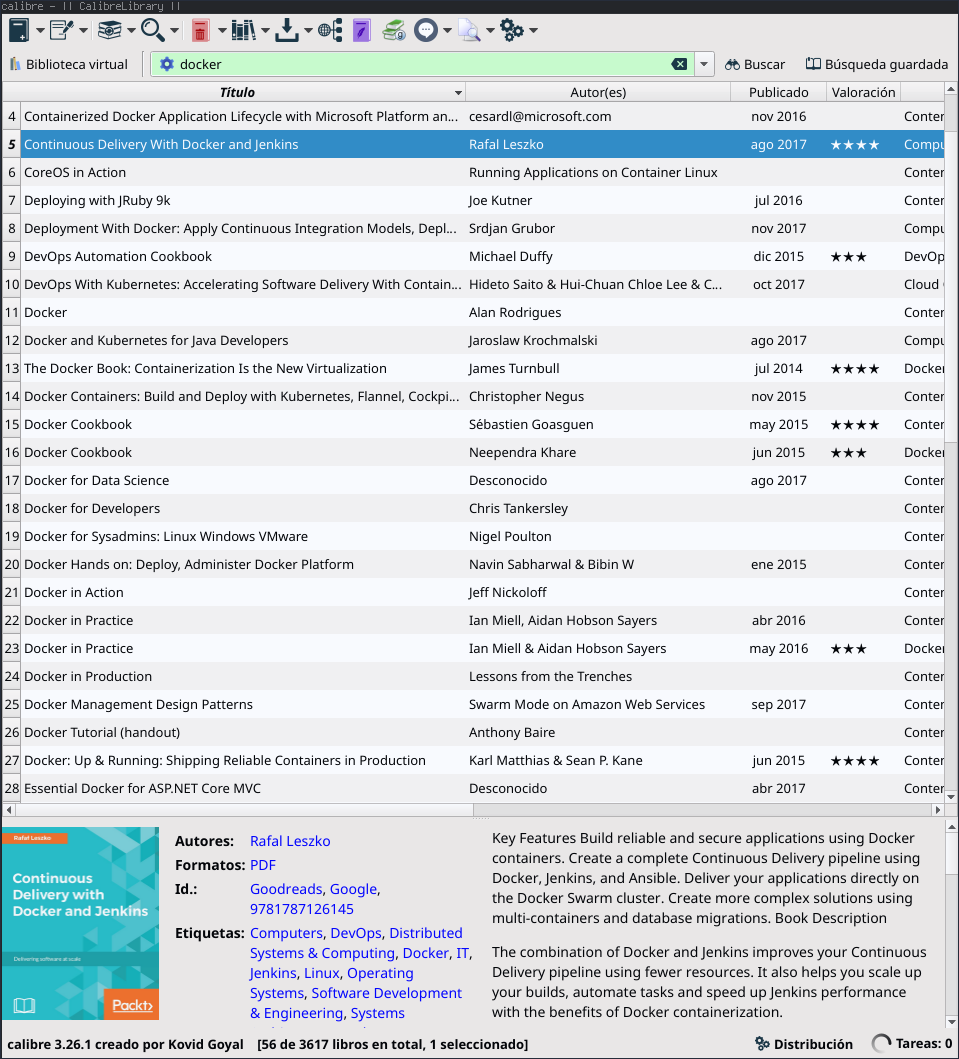 calibre - || CalibreLibrary ||
Biblioteca virtual docker Buscar Búsqueda guardada
Título Autor(es) Publicado Valoración
4 Containerized Docker Application Lifecycle with Microsoft Platform an... cesardl@microsoft.com nov 2016 Conter
5 Continuous Delivery With Docker and Jenkins Rafal Leszko ago 2017 ★★★★ Compu
6 CoreOS in Action Running Applications on Container Linux Conter
7 Deploying with JRuby 9k Joe Kutner jul 2016 Conter
8 Deployment With Docker: Apply Continuous Integration Models, Depl... Srdjan Grubor nov 2017 Compu
9 DevOps Automation Cookbook Michael Duffy dic 2015 ★★★ DevOp
10 DevOps With Kubernetes: Accelerating Software Delivery With Contain... Hideto Saito & Hui-Chuan Chloe Lee & C... oct 2017 Cloud
11 Docker Alan Rodrigues Conter
12 Docker and Kubernetes for Java Developers Jaroslaw Krochmalski ago 2017 Compu
13 The Docker Book: Containerization Is the New Virtualization James Turnbull jul 2014 ★★★★ Docker
14 Docker Containers: Build and Deploy with Kubernetes, Flannel, Cockpi... Christopher Negus nov 2015 Conter
15 Docker Cookbook Sébastien Goasguen may 2015 ★★★★ Conter
16 Docker Cookbook Neependra Khare jun 2015 ★★★ Docker
17 Docker for Data Science Desconocido ago 2017 Conter
18 Docker for Developers Chris Tankersley Conter
19 Docker for Sysadmins: Linux Windows VMware Nigel Poulton Conter
20 Docker Hands on: Deploy, Administer Docker Platform Navin Sabharwal & Bibin W ene 2015 Conter
21 Docker in Action Jeff Nickoloff Conter
22 Docker in Practice Ian Miell, Aidan Hobson Sayers abr 2016 Conter
23 Docker in Practice Ian Miell & Aidan Hobson Sayers may 2016 ★★★ Docker
24 Docker in Production Lessons from the Trenches Conter
25 Docker Management Design Patterns Swarm Mode on Amazon Web Services sep 2017 Conter
26 Docker Tutorial (handout) Anthony Baire Conter
27 Docker: Up & Running: Shipping Reliable Containers in Production Karl Matthias & Sean P. Kane jun 2015 ★★★★ Conter
28 Essential Docker for ASP.NET Core MVC Desconocido abr 2017 Conter
Rafal Leszko
Continuous
Delivery with
Docker and Jenkins
Delivering software at scale
Packt>
Autores: Rafal Leszko
Formatos: PDF
Id.: Goodreads, Google,
9781787126145
Etiquetas: Computers, DevOps, Distributed
Systems & Computing, Docker, IT,
Jenkins, Linux, Operating
Systems, Software Development
& Engineering, Systems
Key Features Build reliable and secure applications using Docker
containers. Create a complete Continuous Delivery pipeline using
Docker, Jenkins, and Ansible. Deliver your applications directly on
the Docker Swarm cluster. Create more complex solutions using
multi-containers and database migrations. Book Description
The combination of Docker and Jenkins improves your Continuous
Delivery pipeline using fewer resources. It also helps you scale up
your builds, automate tasks and speed up Jenkins performance
with the benefits of Docker containerization.
calibre 3.26.1 creado por Kovid Goyal [56 de 3617 libros en total, 1 seleccionado] Distribución Tareas: 0